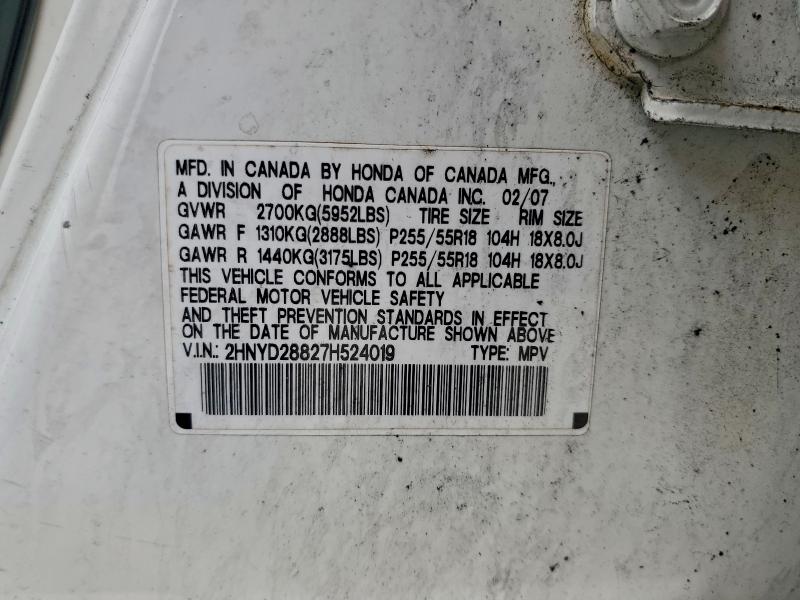 MFD. IN CANADA BY HONDA OF CANADA MFG.,
A DIVISION OF HONDA CANADA INC. 02/07
GVWR 2700KG(5952LBS) TIRE SIZE RIM SIZE
GAWR F 1310KG(2888LBS) P255/55R18 104H 18X8.0J
GAWR R 1440KG(3175LBS) P255/55R18 104H 18X8.0J
THIS VEHICLE CONFORMS TO ALL APPLICABLE
FEDERAL MOTOR VEHICLE SAFETY
AND THEFT PREVENTION STANDARDS IN EFFECT
ON THE DATE OF MANUFACTURE SHOWN ABOVE.
V.I.N.: 2HNYD28827H524019 TYPE: MPV